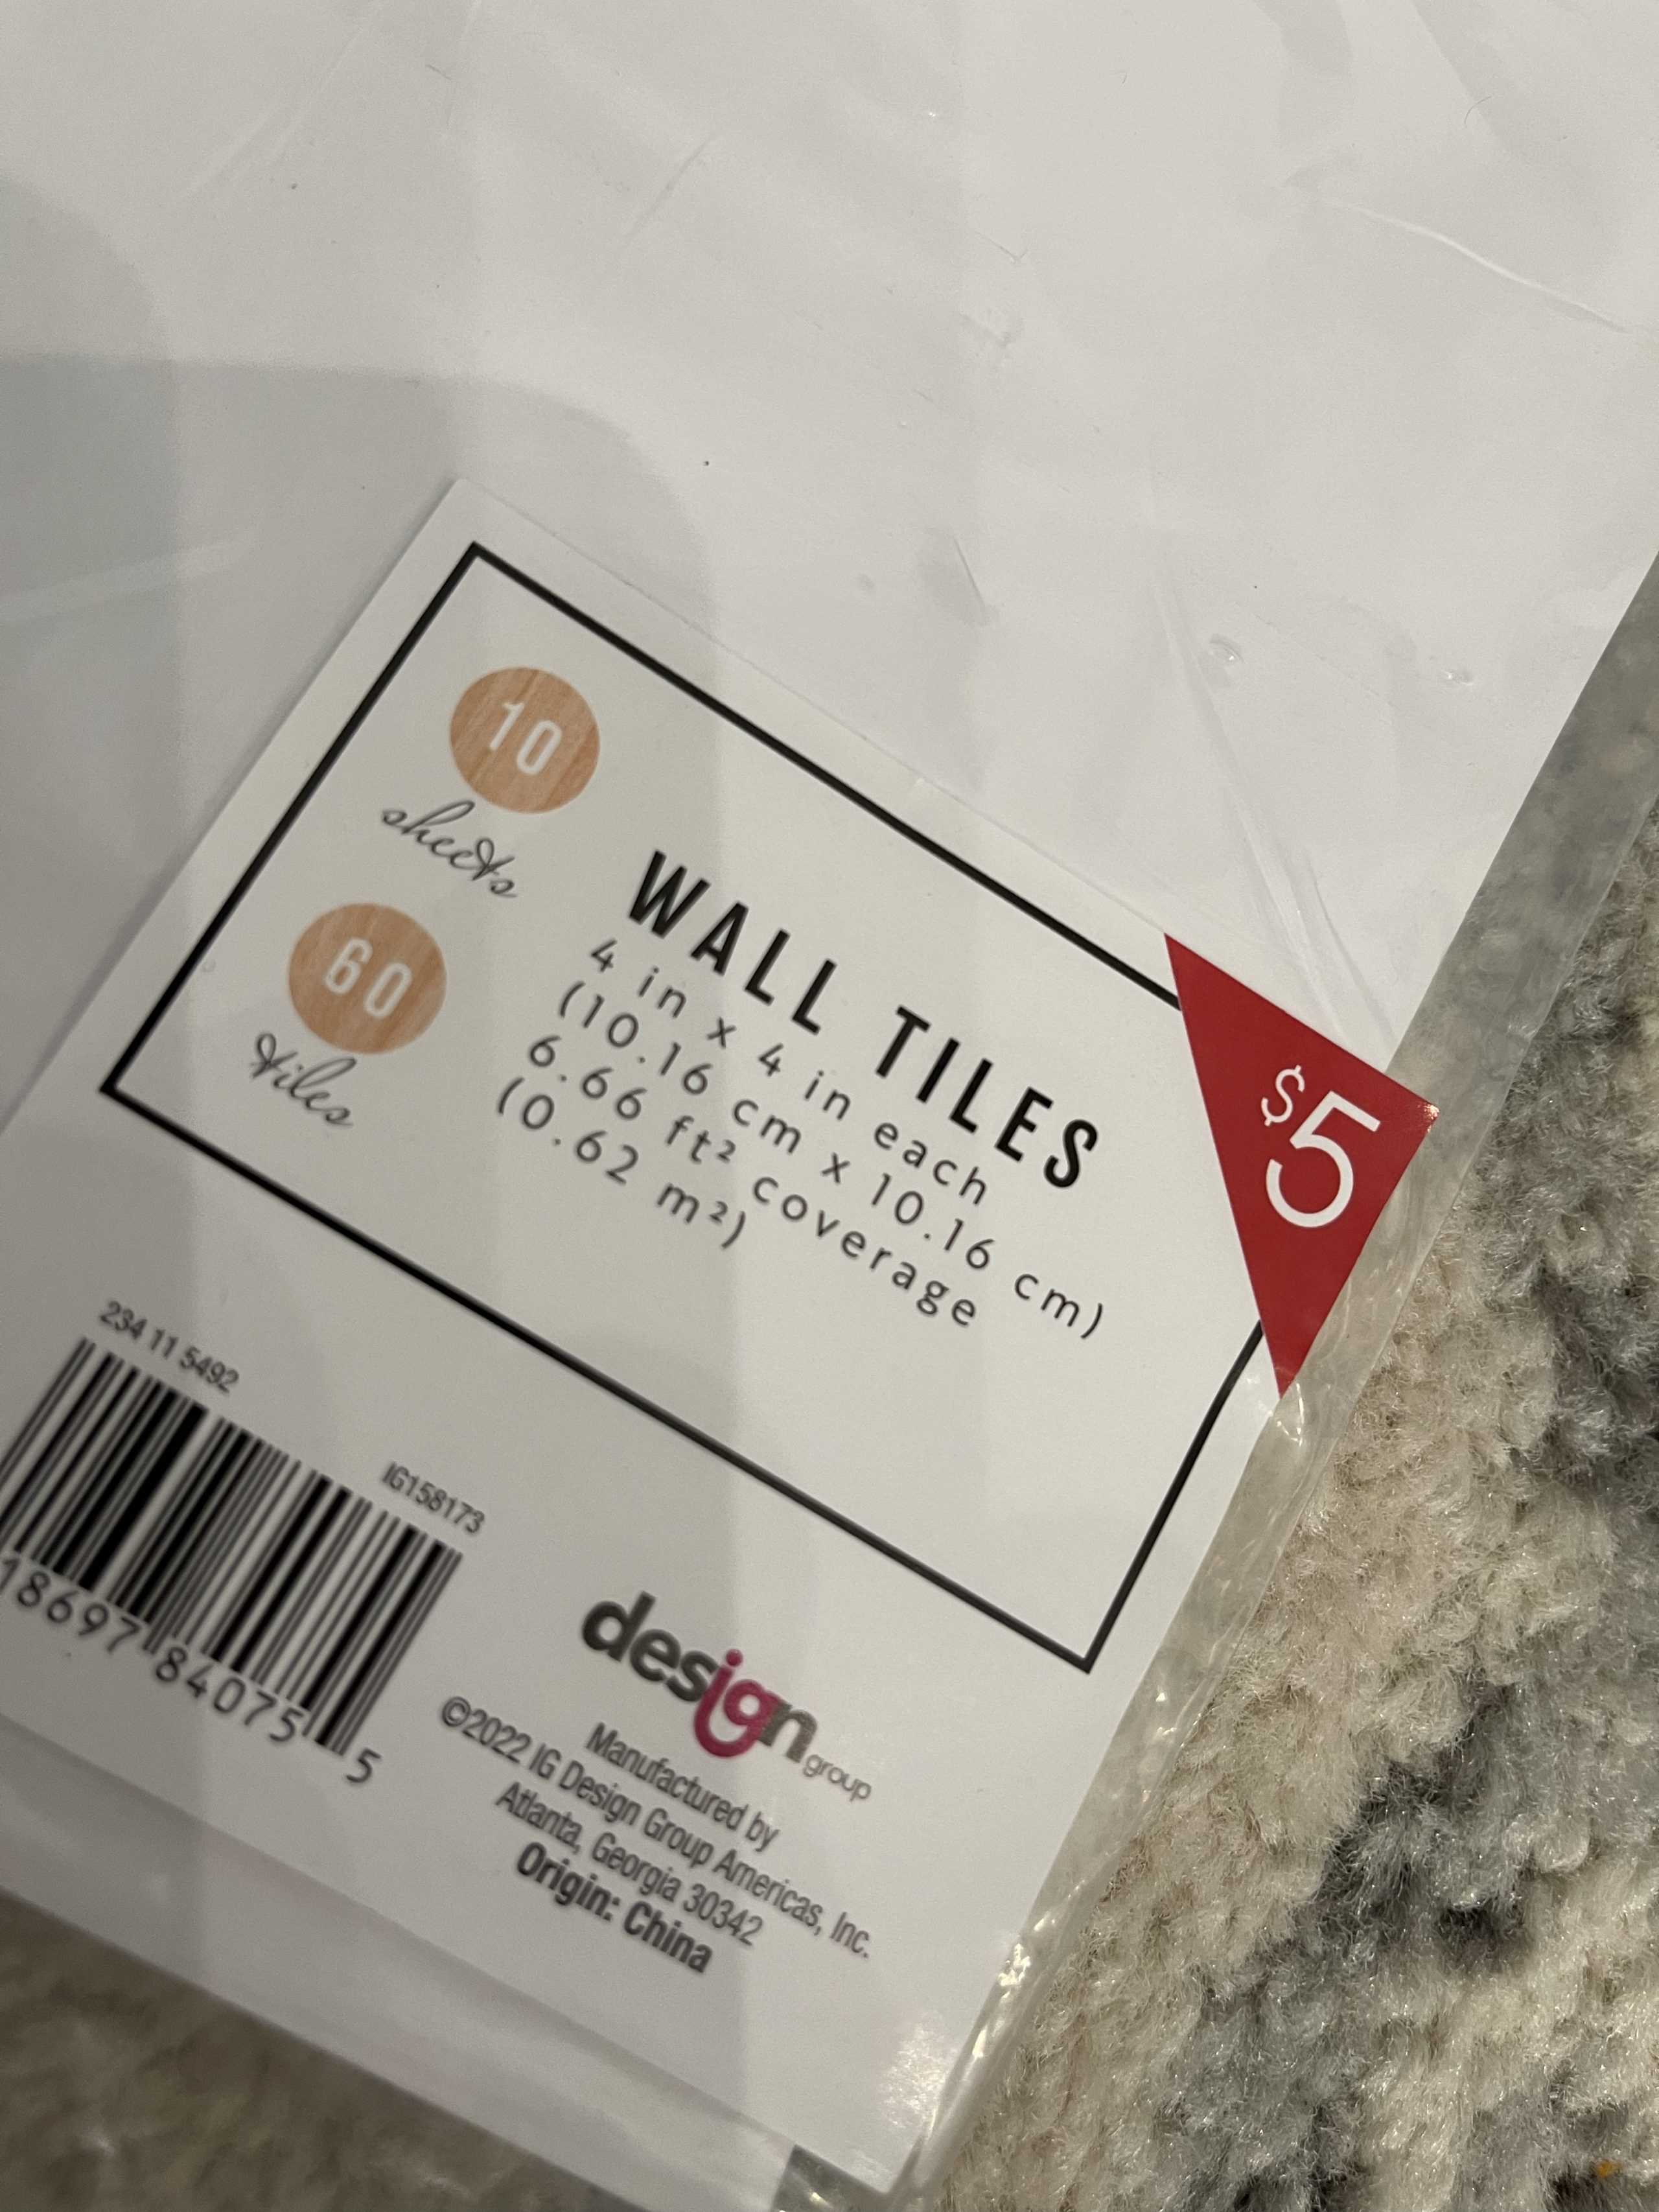 10
sheets
60
tiles
WALL TILES
4 in x 4 in each
(10.16 cm x 10.16 cm)
6.66 ft² coverage
(0.62 m²)
$5
234 11 5492
IG158173
18697 84075 5
design group
Manufactured by
©2022 IG Design Group Americas, Inc.
Atlanta, Georgia 30342
Origin: China